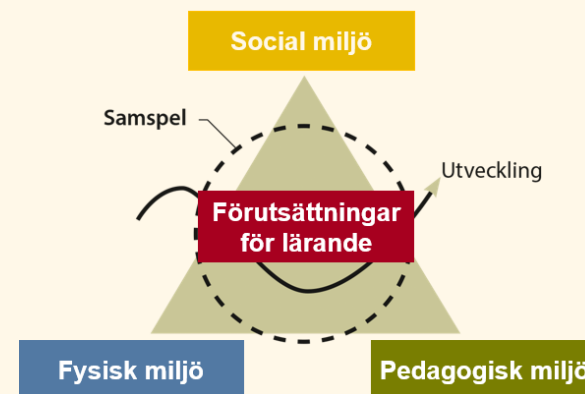 Social miljö
Samspel
Utveckling
Förutsättningar
för lärande
Fysisk miljö
Pedagogisk miljö